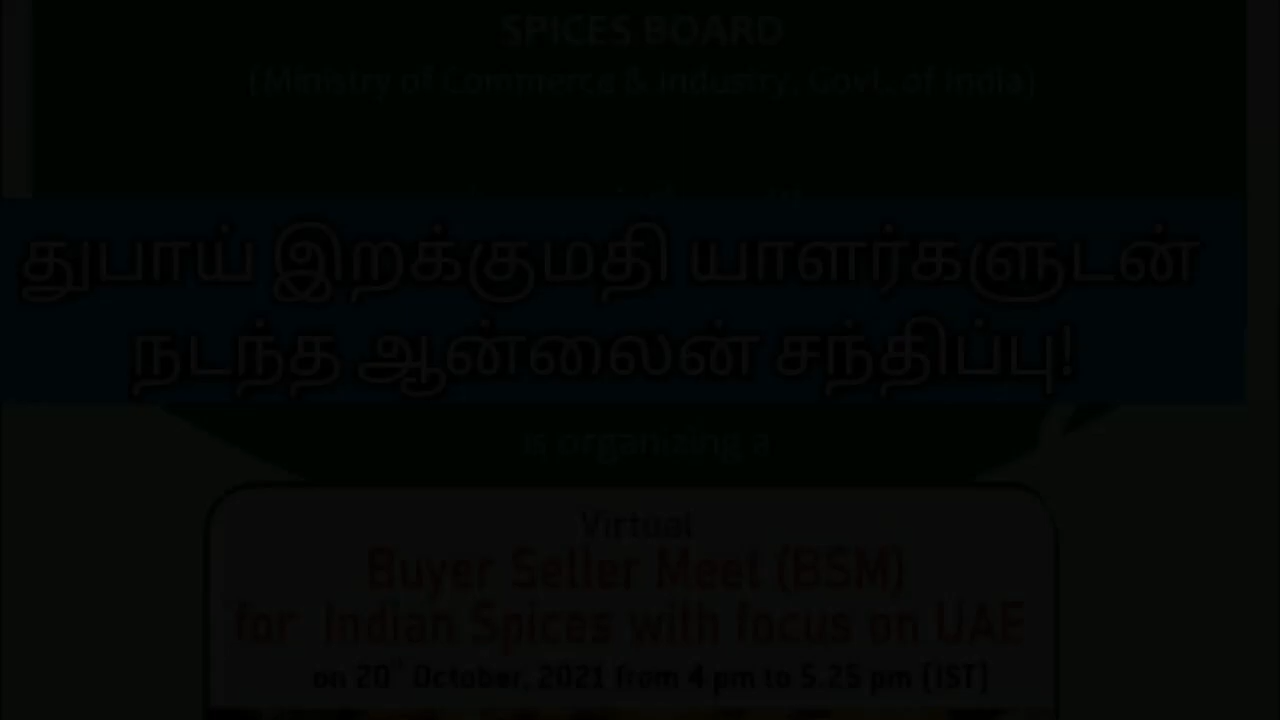 SPICES BOARD
(Ministry of Commerce & Industry, Govt. of India)
துபாய் இறக்குமதி யாளர்களுடன்
நடந்த ஆன்லைன் சந்திப்பு!
is organizing a
Virtual
Buyer Seller Meet (BSM)
for Indian Spices with focus on UAE
on 20th October, 2021 from 4 pm to 5.25 pm (IST)